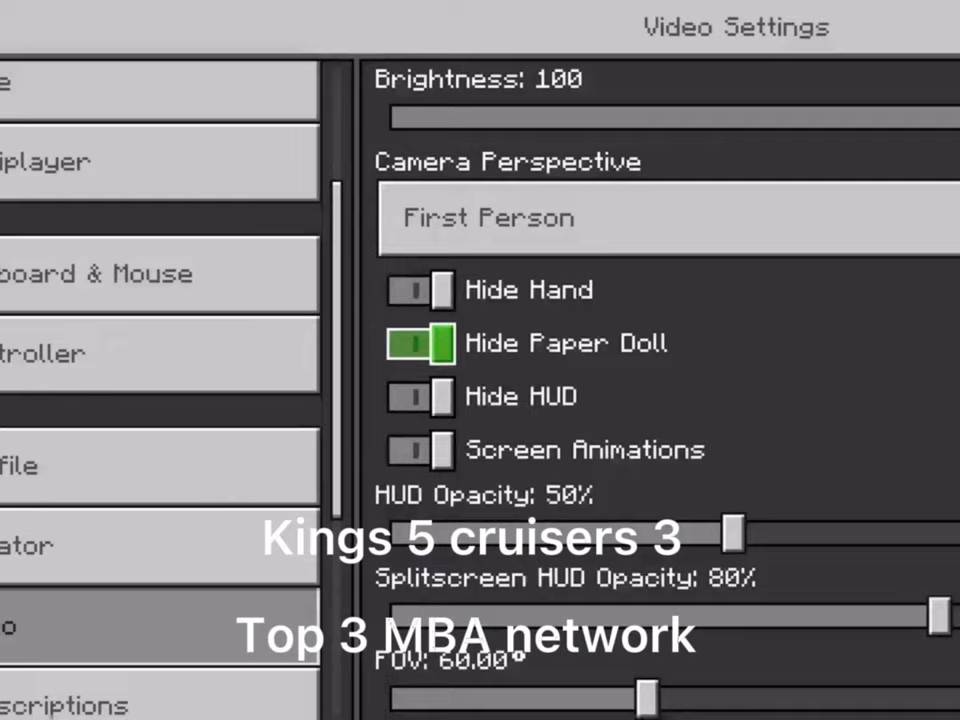 Video Settings
e
Brightness: 100
iplayer
Camera Perspective
First Person
board & Mouse
Hide Hand
troller
Hide Paper Doll
Hide HUD
Screen Animations
file
HUD Opacity: 50%
Kings 5 cruisers 3
ator
Splitscreen HUD Opacity: 80%
o
Top 3 MBA network
FOV: 60.00°
scriptions